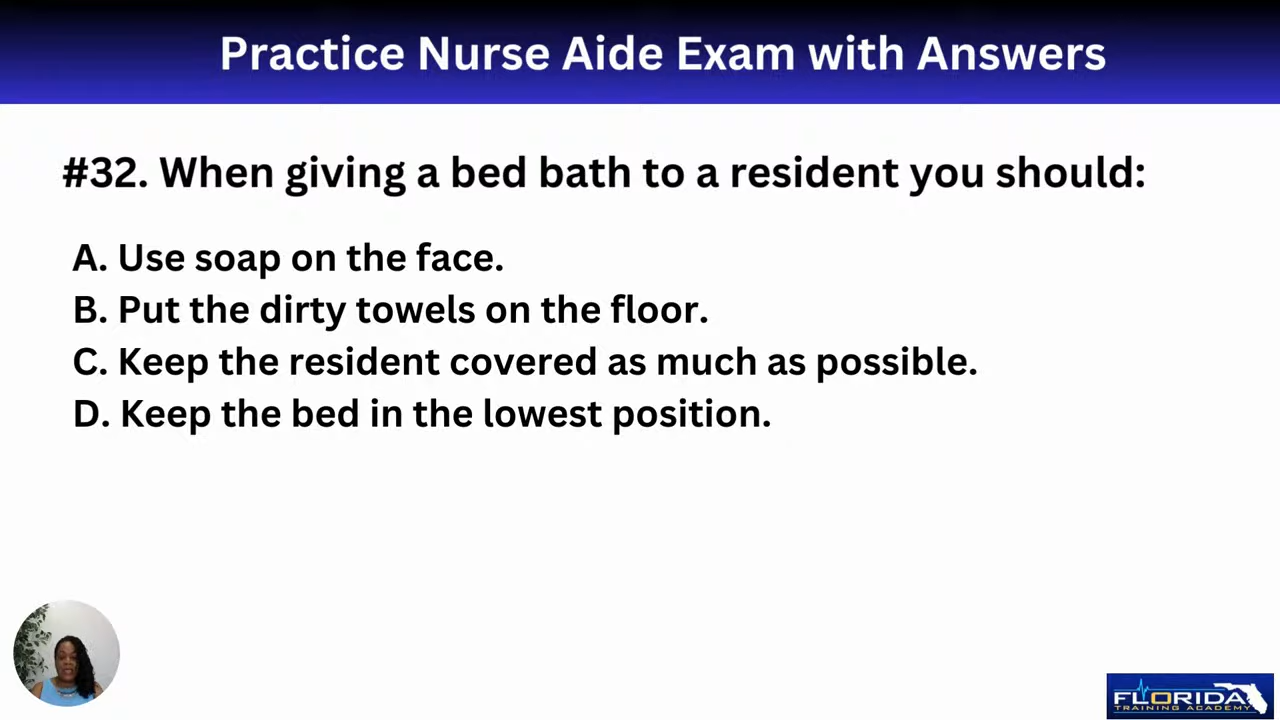 Practice Nurse Aide Exam with Answers
#32. When giving a bed bath to a resident you should:
A. Use soap on the face.
B. Put the dirty towels on the floor.
C. Keep the resident covered as much as possible.
D. Keep the bed in the lowest position.
FLORIDA
TRAINING ACADEMY